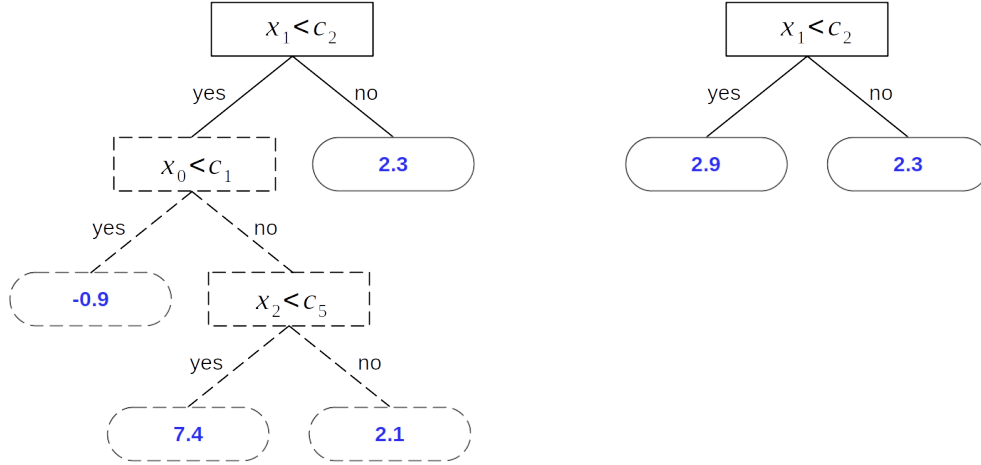 x₁<c₂
yes
no
x₀<c₁
2.3
yes
no
-0.9
x₂<c₅
yes
no
7.4
2.1
x₁<c₂
yes
no
2.9
2.3